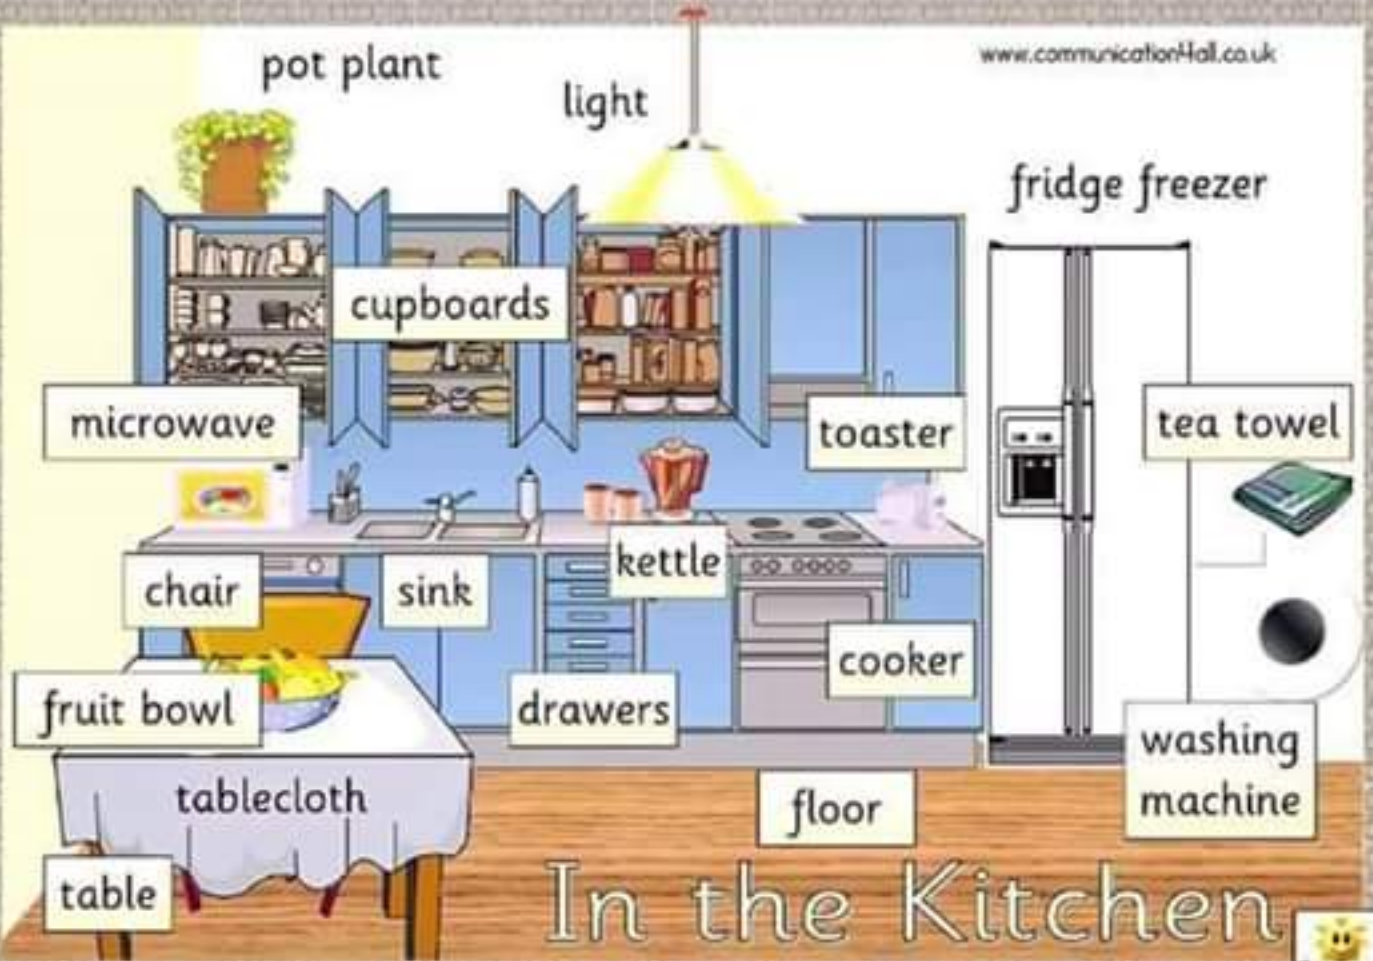 pot plant
www.communication4all.co.uk
light
fridge freezer
cupboards
microwave
toaster
tea towel
kettle
chair
sink
cooker
fruit bowl
drawers
washing
machine
tablecloth
floor
table
In the Kitchen